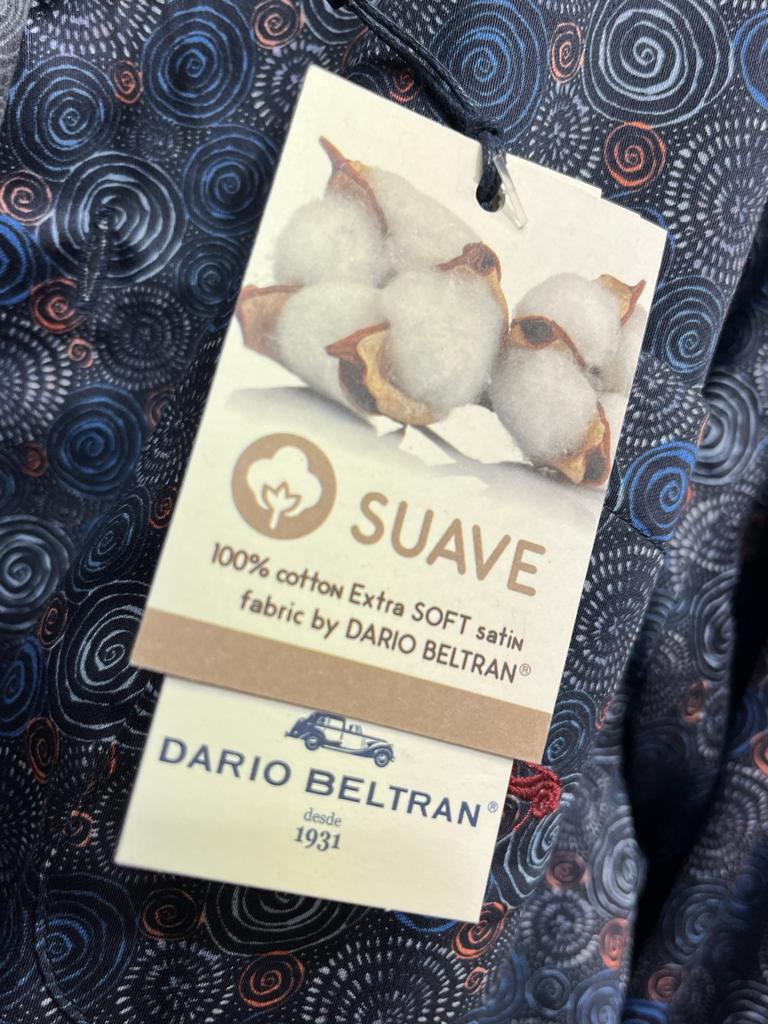 SUAVE
100% cotton Extra SOFT satin
fabric by DARIO BELTRAN®
DARIO BELTRAN®
desde
1931